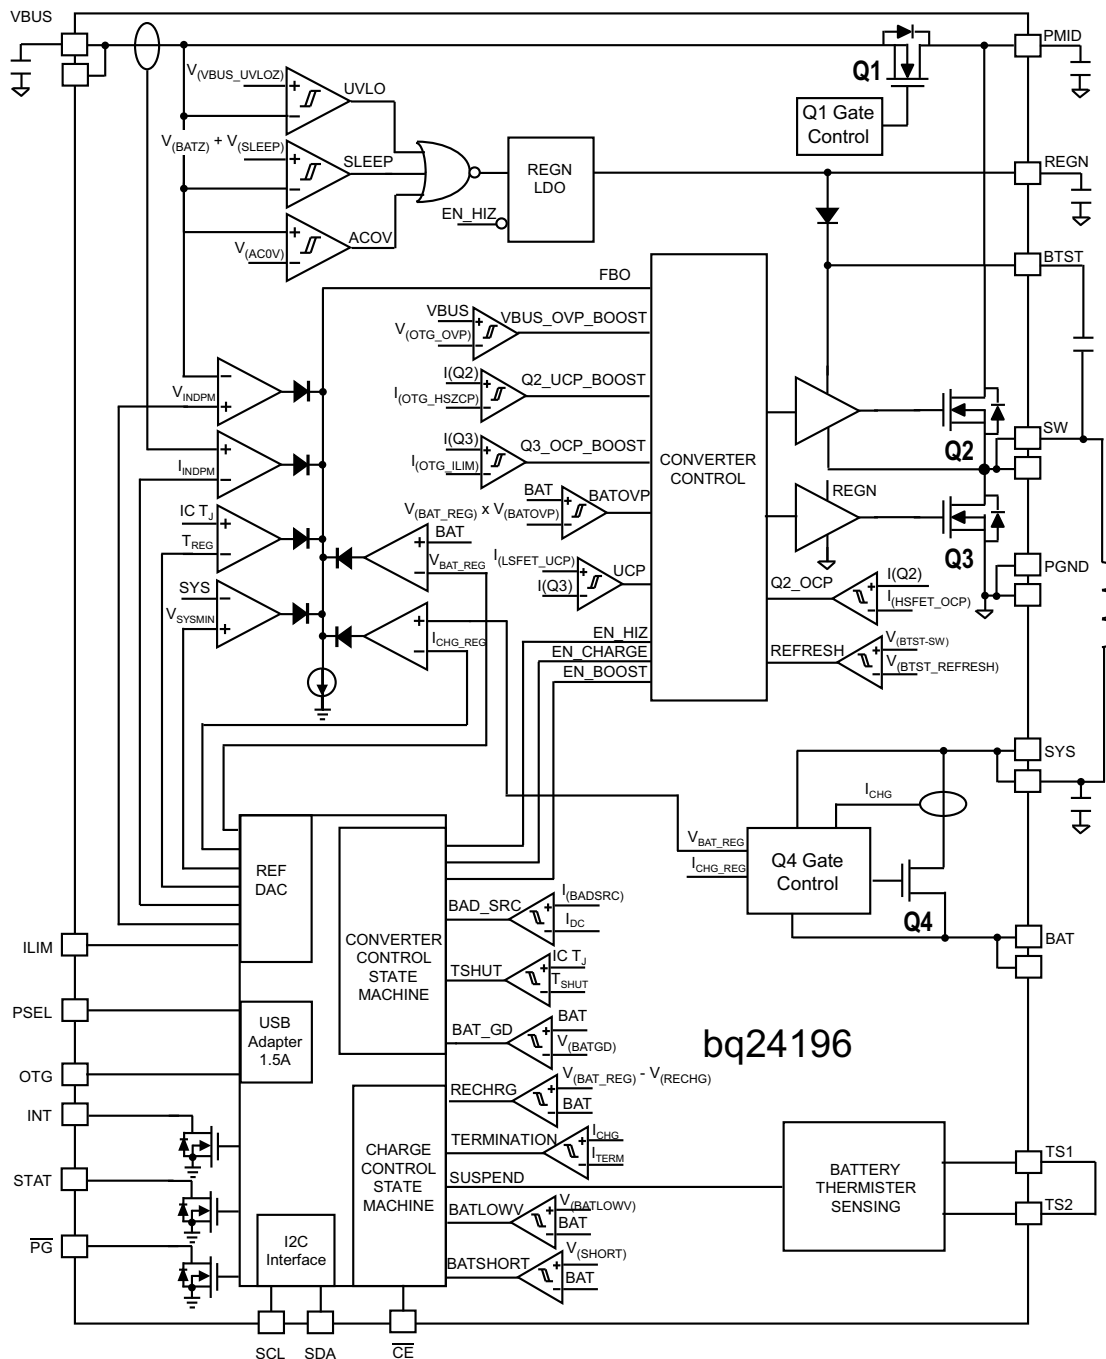 VBUS
PMID
Q1
V(VBUS_UVLOZ)
UVLO
Q1 Gate
Control
V(BATZ) + V(SLEEP)
SLEEP
REGN
LDO
REGN
EN_HIZ
ACOV
V(AC0V)
BTST
FBO
VBUS
VBUS_OVP_BOOST
V(OTG_OVP)
I(Q2)
Q2_UCP_BOOST
I(OTG_HSZCP)
VINDPM
SW
Q2
I(Q3)
Q3_OCP_BOOST
I(OTG_ILIM)
CONVERTER
CONTROL
IINDPM
BAT
BATOVP
V(BAT_REG) x V(BATOVP)
REGN
IC TJ
TREG
BAT
VBAT_REG
Q3
I(LSFET_UCP)
UCP
I(Q3)
PGND
Q2_OCP
I(Q2)
I(HSFET_OCP)
SYS
VSYSMIN
ICHG_REG
EN_HIZ
EN_CHARGE
EN_BOOST
REFRESH
V(BTST-SW)
V(BTST_REFRESH)
SYS
ICHG
VBAT_REG
ICHG_REG
Q4 Gate
Control
Q4
REF
DAC
BAD_SRC
I(BADSRC)
IDC
BAT
ILIM
CONVERTER
CONTROL
STATE
MACHINE
TSHUT
IC TJ
TSHUT
PSEL
USB
Adapter
1.5A
BAT_GD
BAT
V(BATGD)
bq24196
OTG
RECHRG
V(BAT_REG) - V(RECHG)
BAT
INT
CHARGE
CONTROL
STATE
MACHINE
TERMINATION
ICHG
ITERM
SUSPEND
BATTERY
THERMISTER
SENSING
TS1
TS2
STAT
BATLOWV
V(BATLOWV)
BAT
PG
I2C
Interface
BATSHORT
V(SHORT)
BAT
SCL
SDA
CE